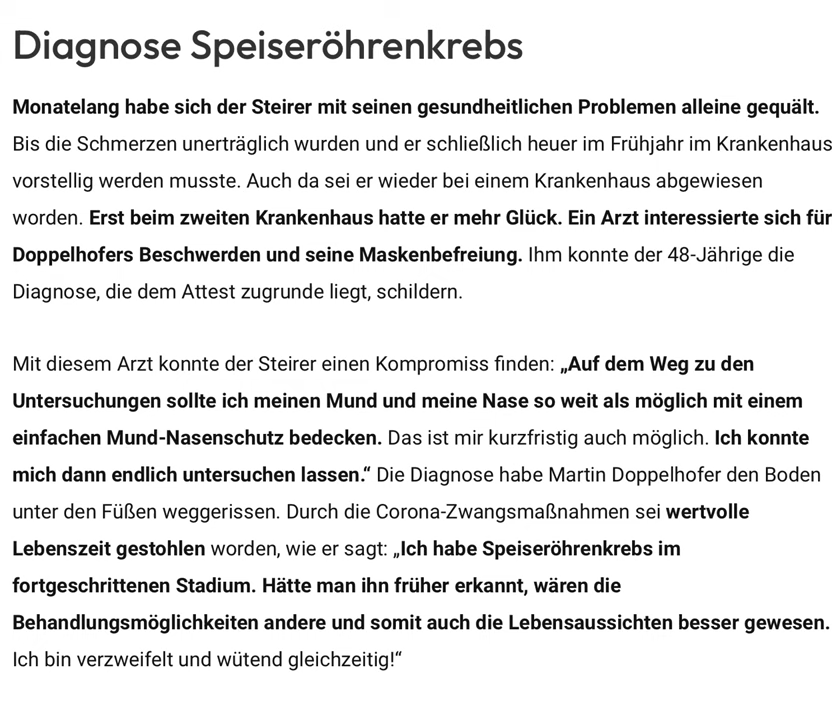 Diagnose Speiseröhrenkrebs
Monatelang habe sich der Steirer mit seinen gesundheitlichen Problemen alleine gequält.
Bis die Schmerzen unerträglich wurden und er schließlich heuer im Frühjahr im Krankenhaus
vorstellig werden musste. Auch da sei er wieder bei einem Krankenhaus abgewiesen
worden. Erst beim zweiten Krankenhaus hatte er mehr Glück. Ein Arzt interessierte sich für
Doppelhofers Beschwerden und seine Maskenbefreiung. Ihm konnte der 48-Jährige die
Diagnose, die dem Attest zugrunde liegt, schildern.
Mit diesem Arzt konnte der Steirer einen Kompromiss finden: „Auf dem Weg zu den
Untersuchungen sollte ich meinen Mund und meine Nase so weit als möglich mit einem
einfachen Mund-Nasenschutz bedecken. Das ist mir kurzfristig auch möglich. Ich konnte
mich dann endlich untersuchen lassen.“ Die Diagnose habe Martin Doppelhofer den Boden
unter den Füßen weggerissen. Durch die Corona-Zwangsmaßnahmen sei wertvolle
Lebenszeit gestohlen worden, wie er sagt: „Ich habe Speiseröhrenkrebs im
fortgeschrittenen Stadium. Hätte man ihn früher erkannt, wären die
Behandlungsmöglichkeiten andere und somit auch die Lebensaussichten besser gewesen.
Ich bin verzweifelt und wütend gleichzeitig!“